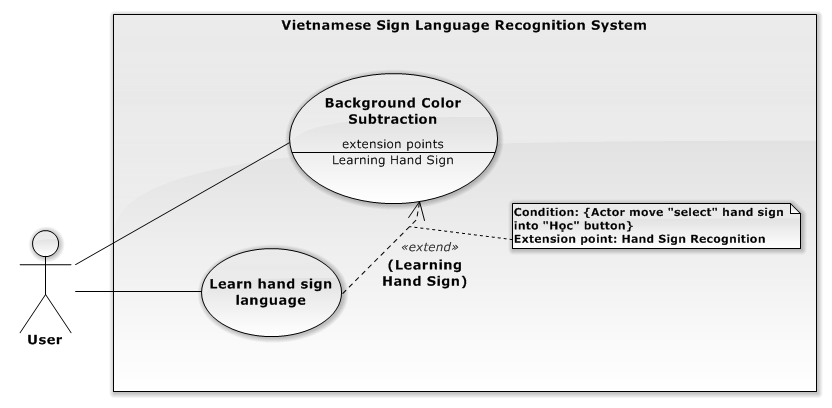 Vietnamese Sign Language Recognition System
Background Color
Subtraction
extension points
Learning Hand Sign
Condition: {Actor move "select" hand sign
into "Học" button}
Extension point: Hand Sign Recognition
«extend»
(Learning
Hand Sign)
Learn hand sign
language
User